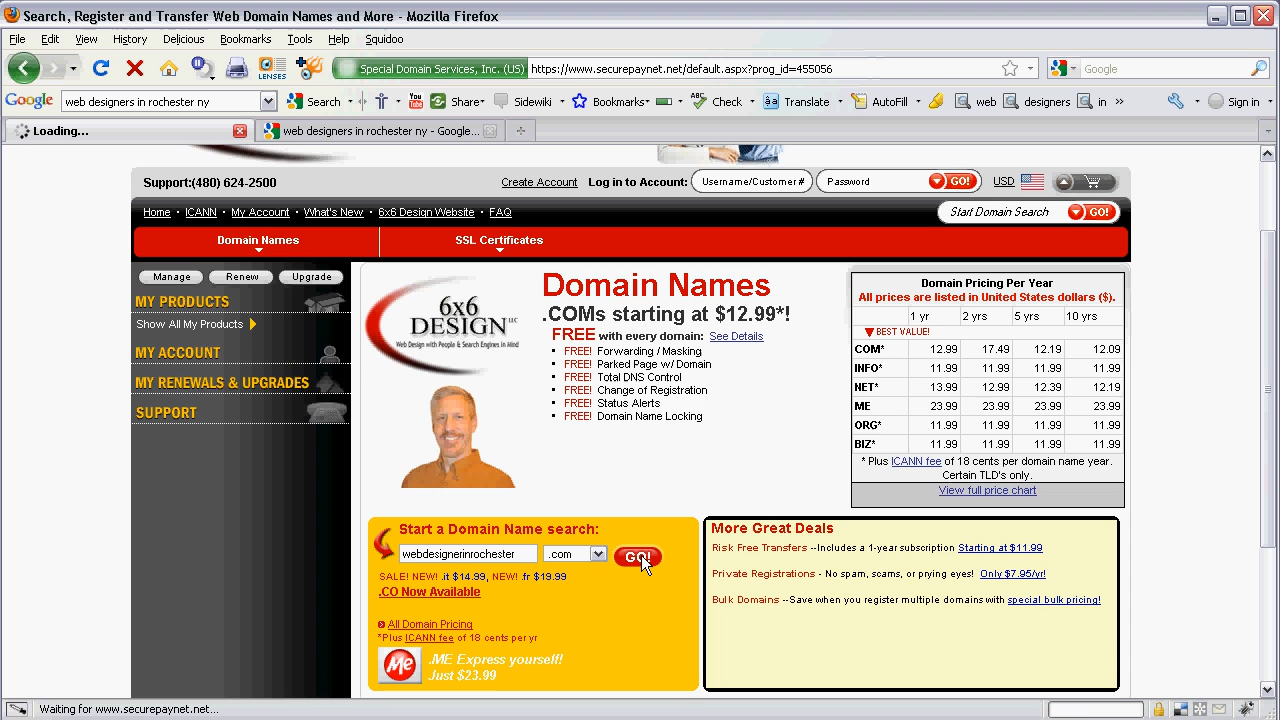 Search, Register and Transfer Web Domain Names and More - Mozilla Firefox
File Edit View History Delicious Bookmarks Tools Help Squidoo
LENSES
Special Domain Services, Inc. (US) https://www.securepaynet.net/default.aspx?prog_id=455056 Google
Google web designers in rochester ny Search Share Sidewiki Bookmarks Check Translate AutoFill web designers in » Sign in
Loading... web designers in rochester ny - Google...
Support:(480) 624-2500 Create Account Log in to Account: Username/Customer # Password GO! USD
Home · ICANN · My Account · What's New · 6x6 Design Website · FAQ Start Domain Search GO!
Domain Names SSL Certificates
Manage Renew Upgrade
MY PRODUCTS
Show All My Products
MY ACCOUNT
MY RENEWALS & UPGRADES
SUPPORT
6x6
DESIGN LLC
Web Design with People & Search Engines in Mind
Domain Names
.COMs starting at $12.99*!
FREE with every domain: See Details
FREE! Forwarding / Masking
FREE! Parked Page w/ Domain
FREE! Total DNS Control
FREE! Change of Registration
FREE! Status Alerts
FREE! Domain Name Locking
Domain Pricing Per Year
All prices are listed in United States dollars ($).
1 yr 2 yrs 5 yrs 10 yrs
BEST VALUE!
COM* 12.99 17.49 12.19 12.09
INFO* 11.99 11.99 11.99 11.99
NET* 13.99 12.99 12.39 12.19
ME 23.99 23.99 23.99 23.99
ORG* 11.99 11.99 11.99 11.99
BIZ* 11.99 11.99 11.99 11.99
* Plus ICANN fee of 18 cents per domain name year.
Certain TLD's only.
View full price chart
Start a Domain Name search:
webdesignerinrochester .com GO!
SALE! NEW! .it $14.99, NEW! .fr $19.99
.CO Now Available
All Domain Pricing
*Plus ICANN fee of 18 cents per yr
Me .ME Express yourself!
Just $23.99
More Great Deals
Risk Free Transfers --Includes a 1-year subscription Starting at $11.99
Private Registrations - No spam, scams, or prying eyes! Only $7.95/yr!
Bulk Domains --Save when you register multiple domains with special bulk pricing!
Waiting for www.securepaynet.net...